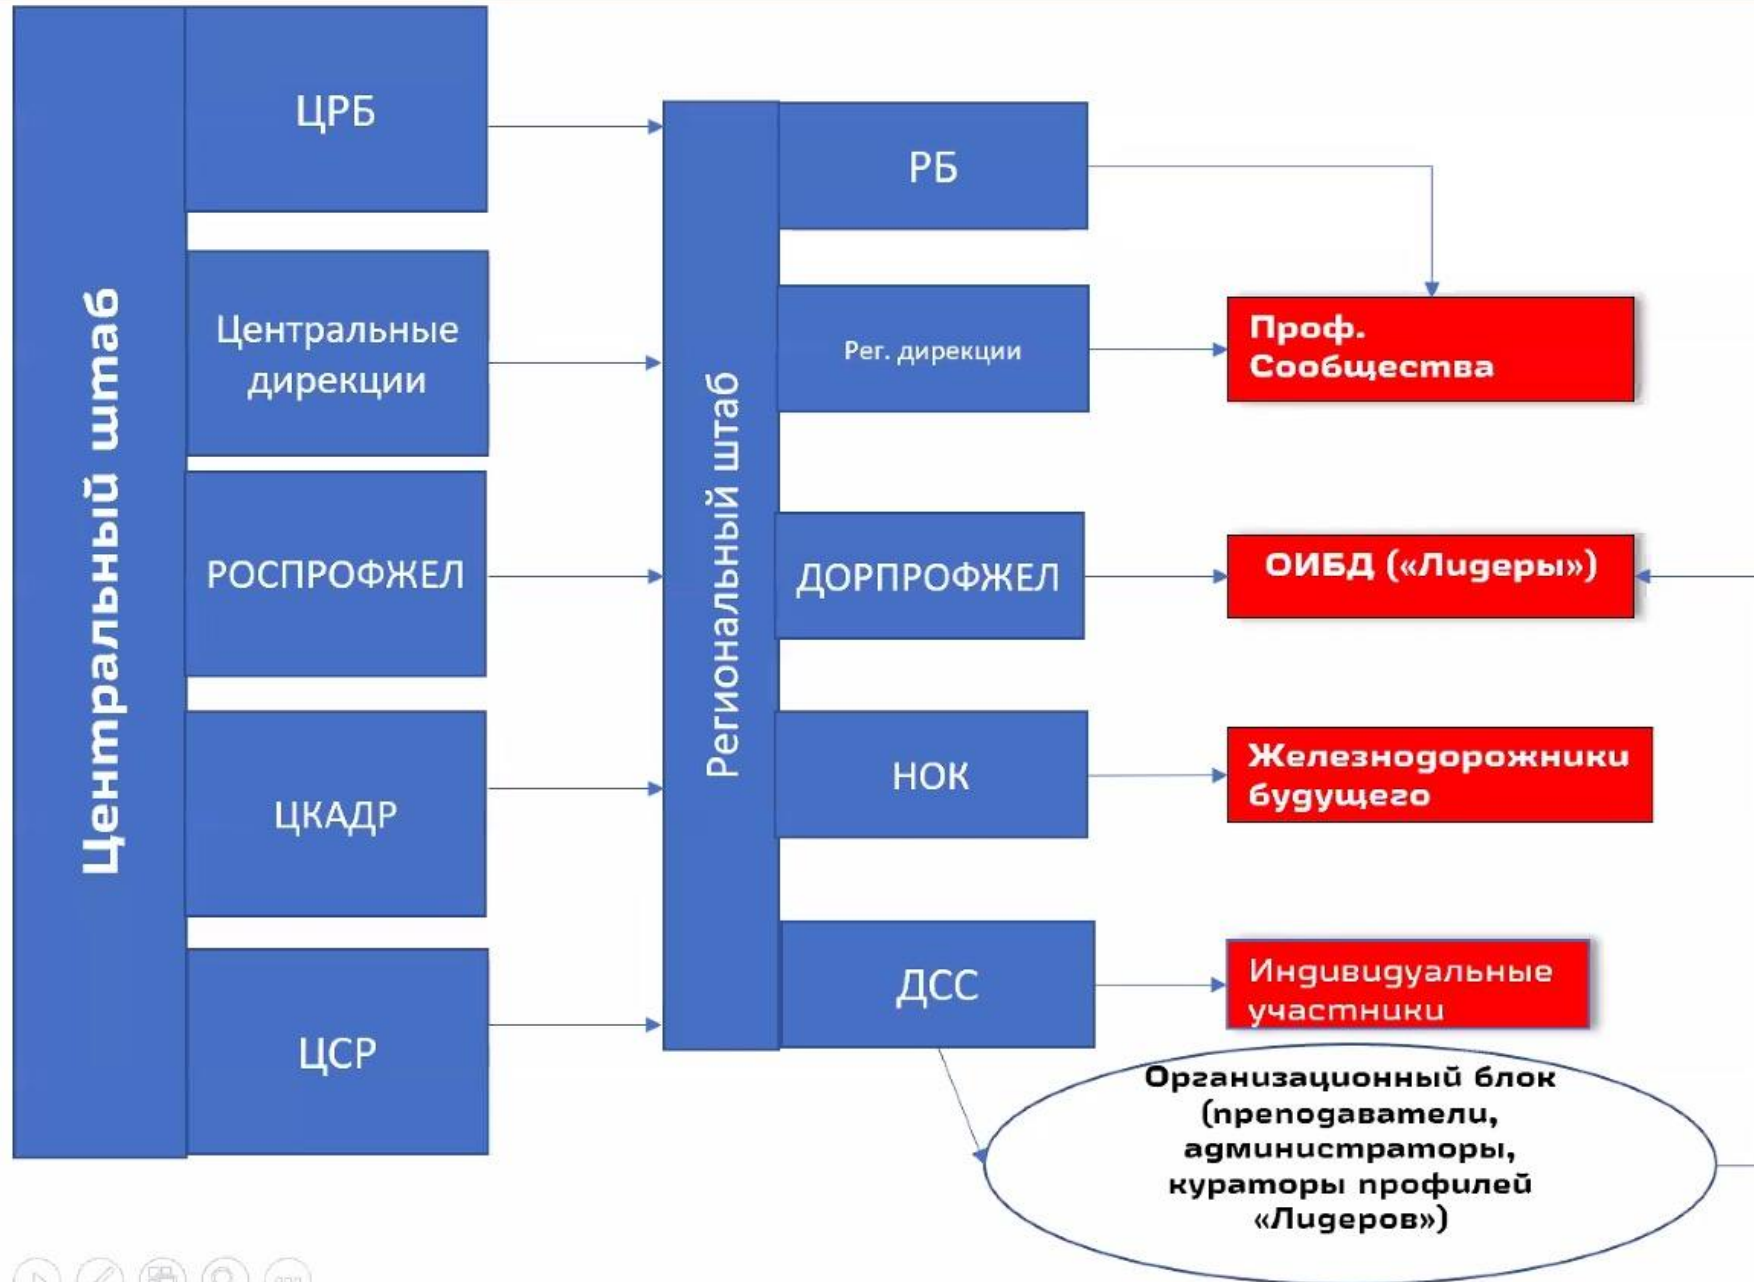 Центральный штаб
ЦРБ
Центральные
дирекции
РОСПРОФЖЕЛ
ЦКАДР
ЦСР
Региональный штаб
РБ
Рег. дирекции
ДОРПРОФЖЕЛ
НОК
ДСС
Проф.
Сообщества
ОИБД («Лидеры»)
Железнодорожники
будущего
Индивидуальные
участники
Организационный блок
(преподаватели,
администраторы,
кураторы профилей
«Лидеров»)